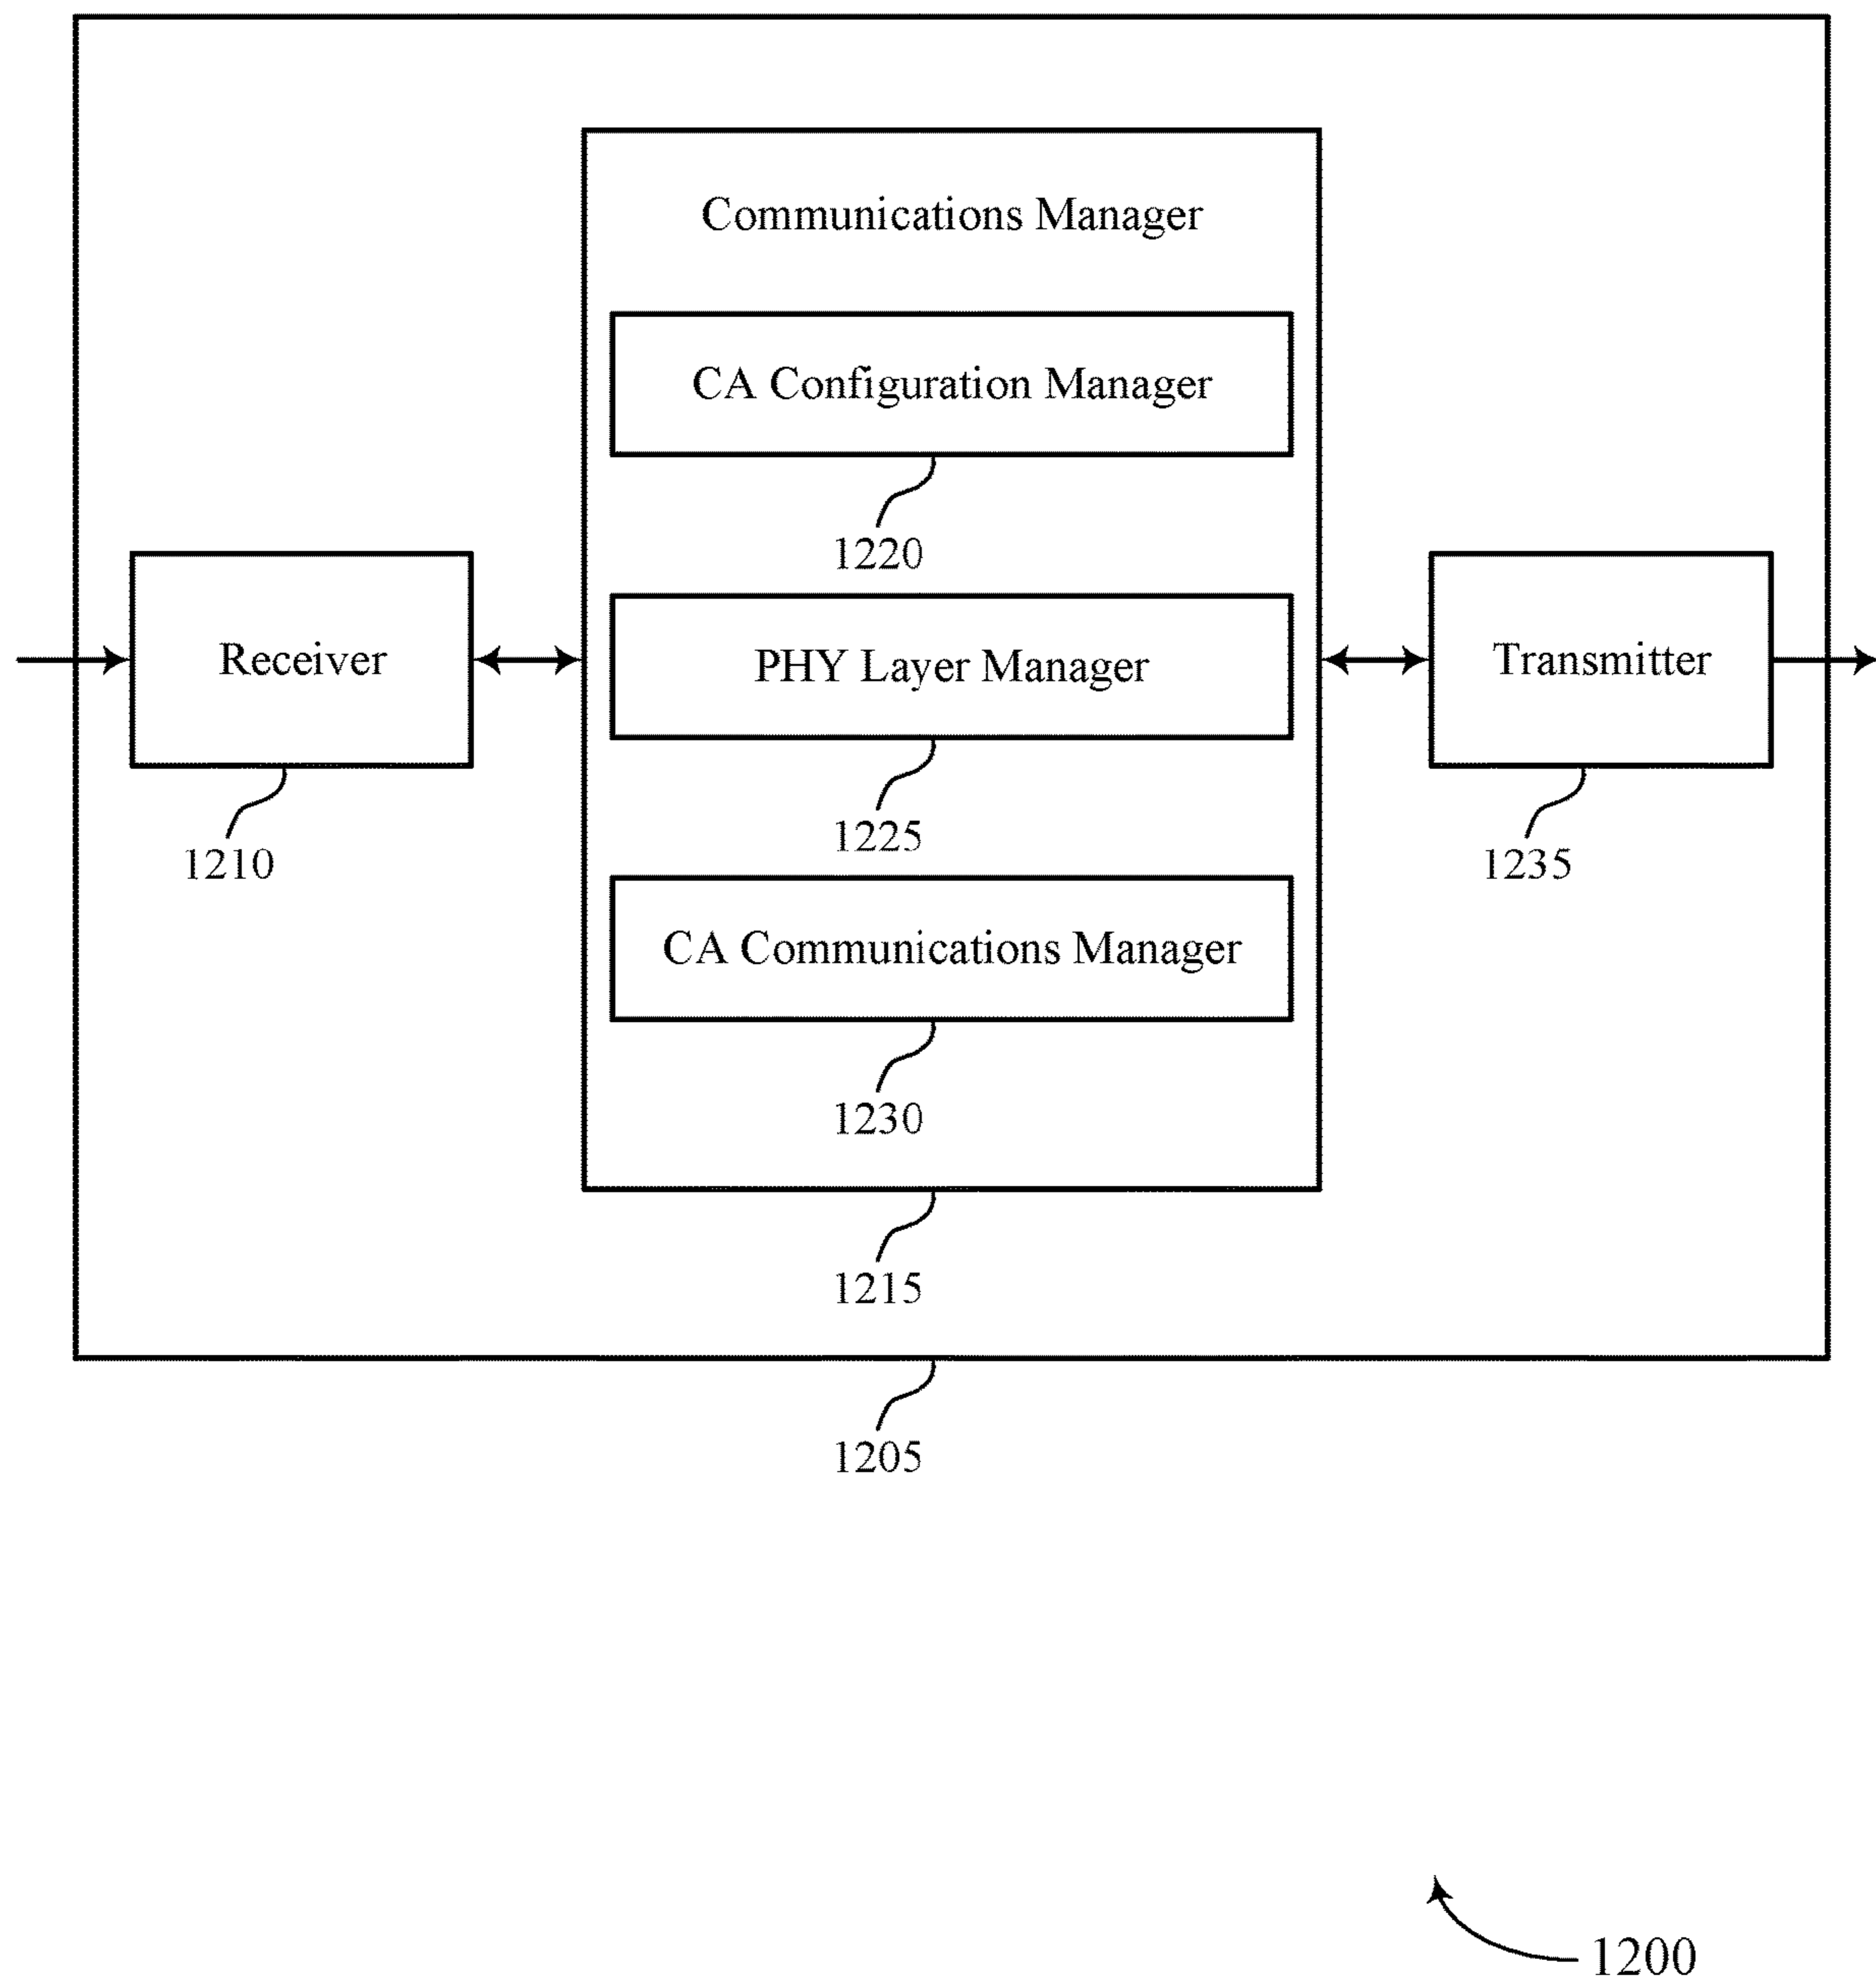 Communications Manager
CA Configuration Manager
1220
Receiver
PHY Layer Manager
Transmitter
1210
1225
1235
CA Communications Manager
1230
1215
1205
1200